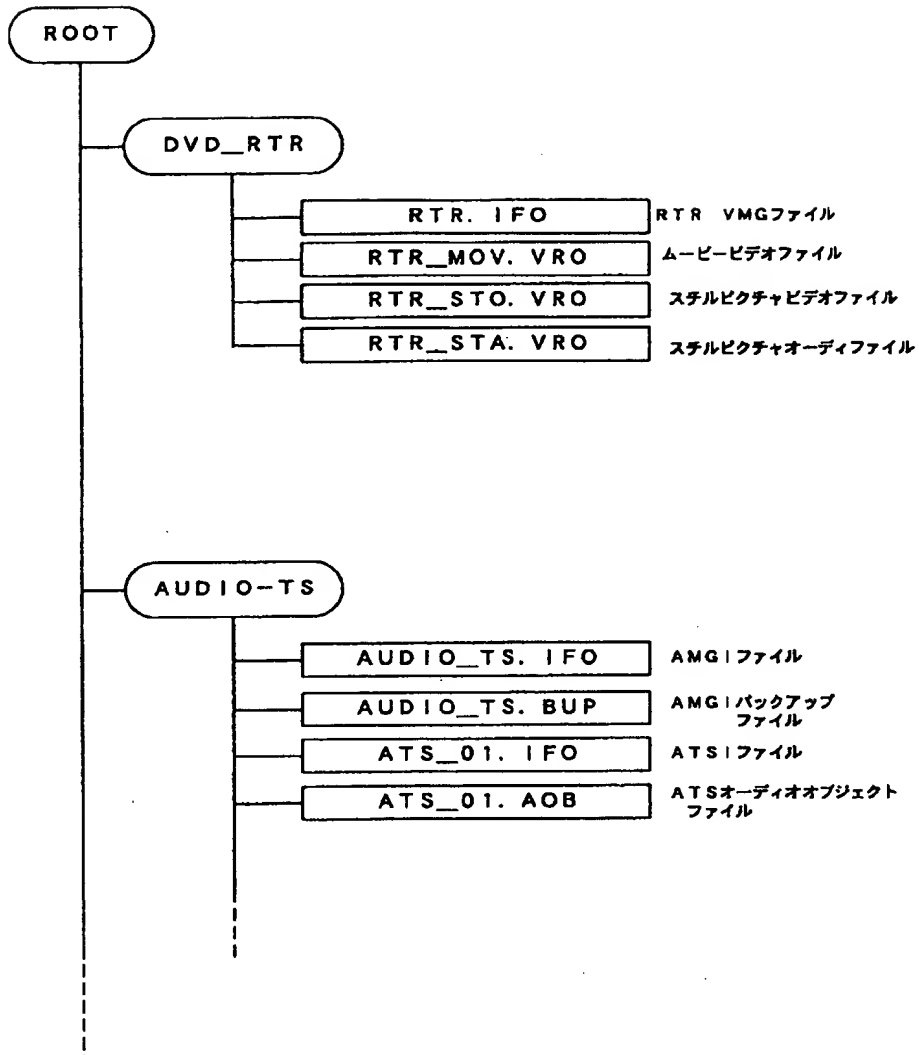 ROOT
DVD_RTR
RTR. IFO RTR VMGファイル
RTR_MOV. VRO ムービービデオファイル
RTR_STO. VRO スチルピクチャビデオファイル
RTR_STA. VRO スチルピクチャオーディファイル
AUDIO-TS
AUDIO_TS. IFO AMGIファイル
AUDIO_TS. BUP AMGIバックアップ
ファイル
ATS_01. IFO ATSIファイル
ATS_01. AOB ATSオーディオオブジェクト
ファイル